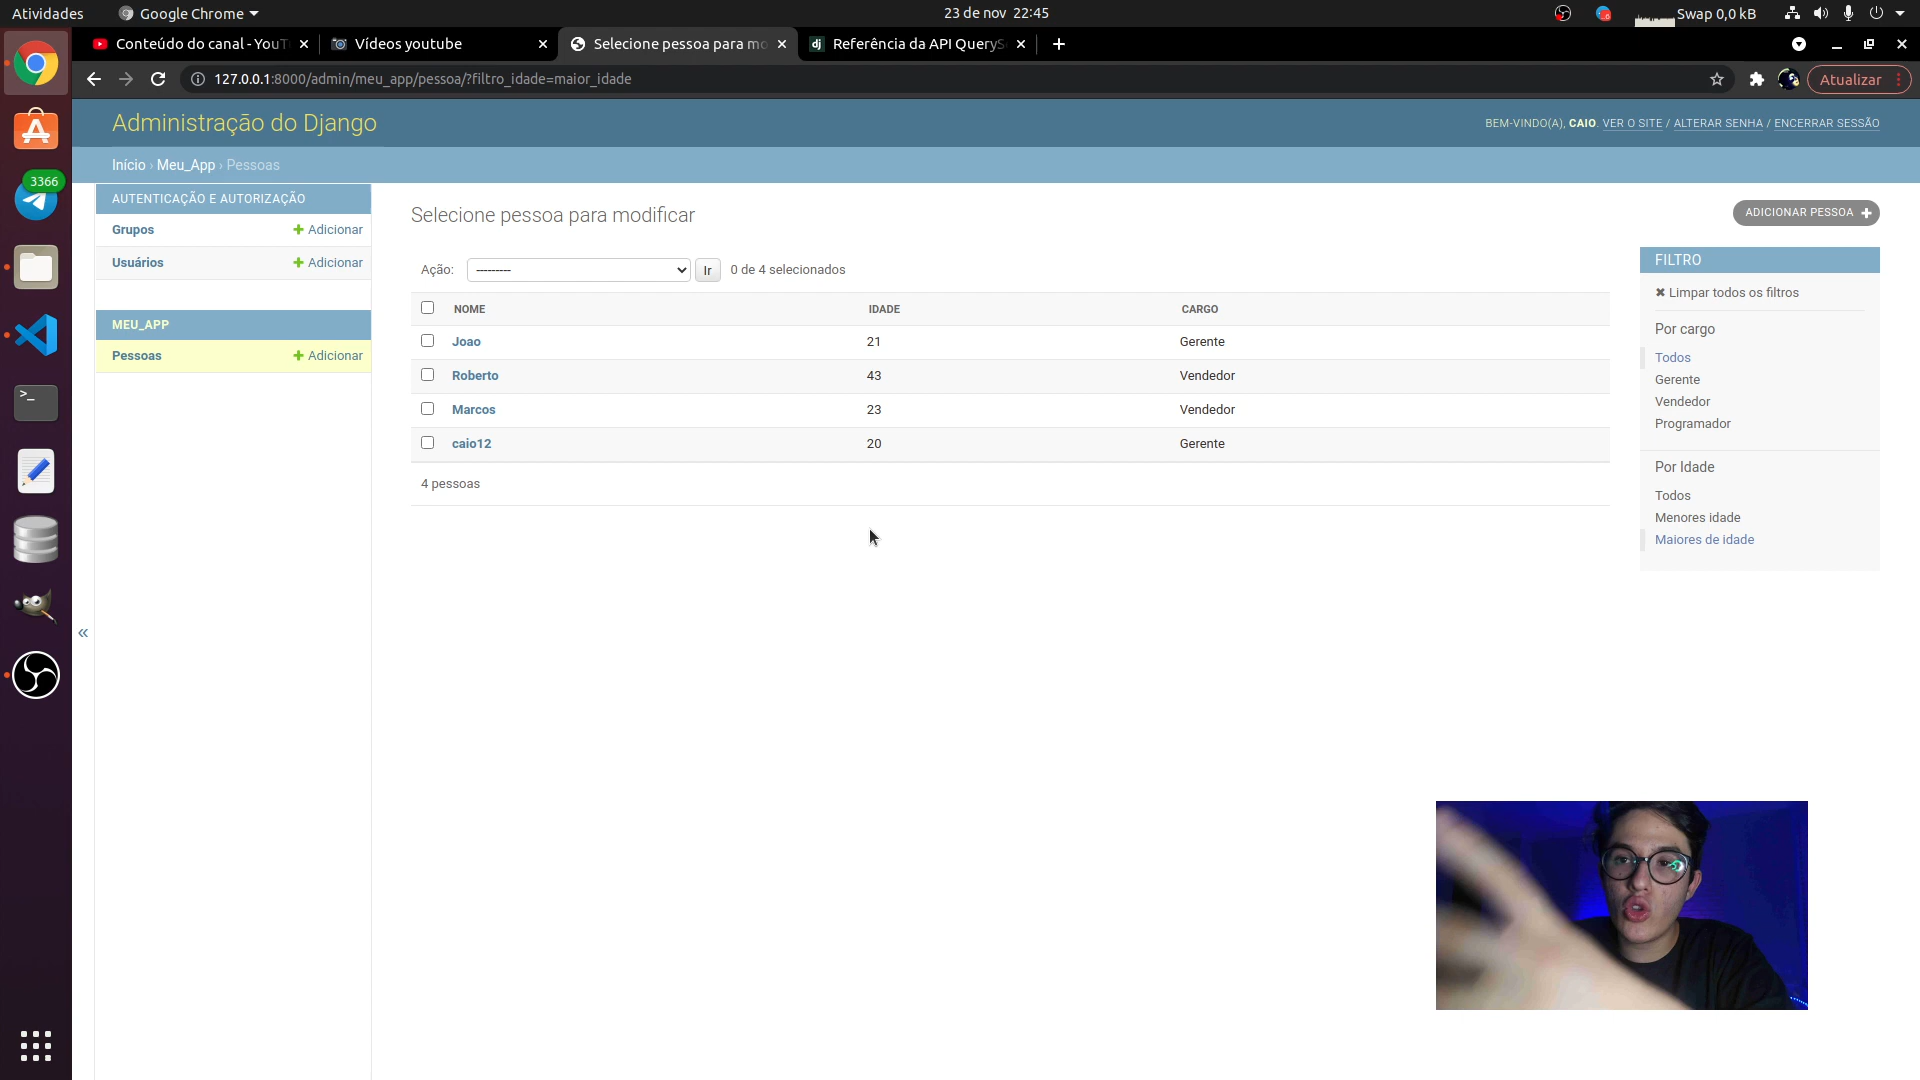 Atividades
Google Chrome
23 de nov 22:45
Swap 0,0 kB
Conteúdo do canal - YouT
Vídeos youtube
Selecione pessoa para mo
dj Referência da API QueryS
127.0.0.1:8000/admin/meu_app/pessoa/?filtro_idade=maior_idade
Atualizar
Administração do Django
BEM-VINDO(A), CAIO. VER O SITE / ALTERAR SENHA / ENCERRAR SESSÃO
Início › Meu_App › Pessoas
3366
AUTENTICAÇÃO E AUTORIZAÇÃO
Grupos + Adicionar
Usuários + Adicionar
MEU_APP
Pessoas + Adicionar
«
Selecione pessoa para modificar
ADICIONAR PESSOA +
Ação: --------- Ir 0 de 4 selecionados
NOME IDADE CARGO
Joao 21 Gerente
Roberto 43 Vendedor
Marcos 23 Vendedor
caio12 20 Gerente
4 pessoas
FILTRO
✖ Limpar todos os filtros
Por cargo
Todos
Gerente
Vendedor
Programador
Por Idade
Todos
Menores idade
Maiores de idade
>_